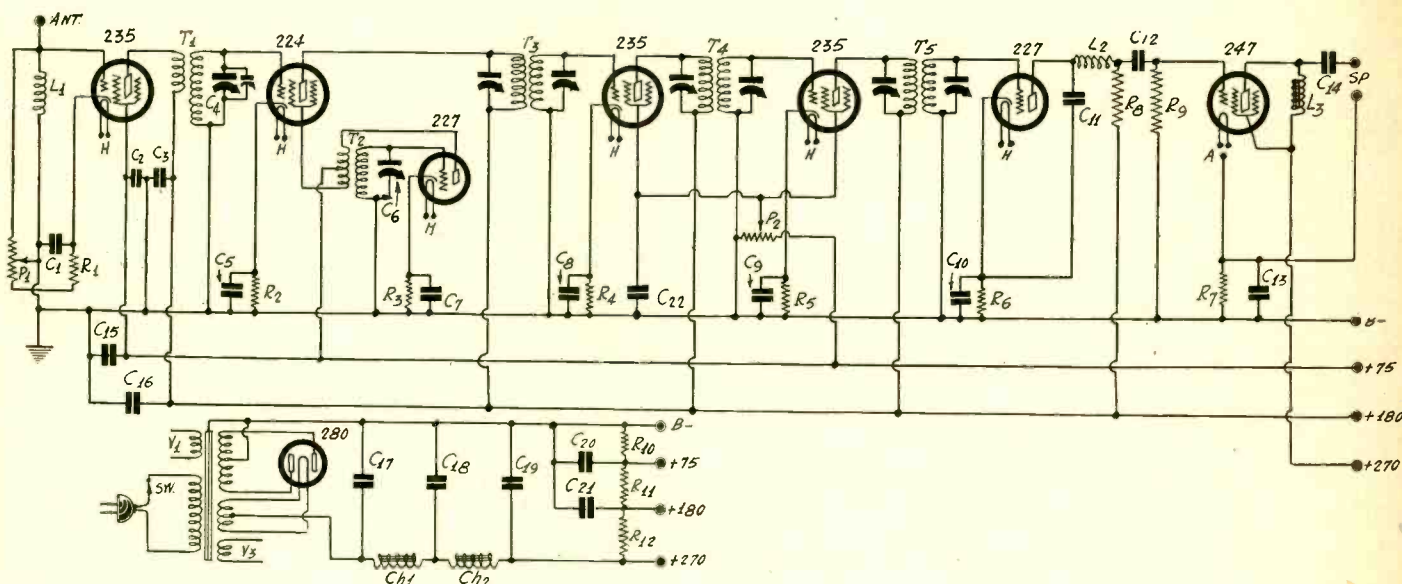 ANT.
235
T1
224
T3
235
T4
235
T5
227
L2
C12
247
C14
SP
L1
C4
T2
227
C11
R8
R9
L3
H
H
C2
C3
H
H
H
A
C6
H
P2
P1
C1
R1
C5
R2
R3
C7
C8
R4
C22
C9
R5
C10
R6
R7
C13
B-
C15
+75
C16
+180
V1
280
B-
C17
C18
C19
C20
R10
+75
+270
SW.
C21
R11
+180
R12
V3
+270
Ch1
Ch2